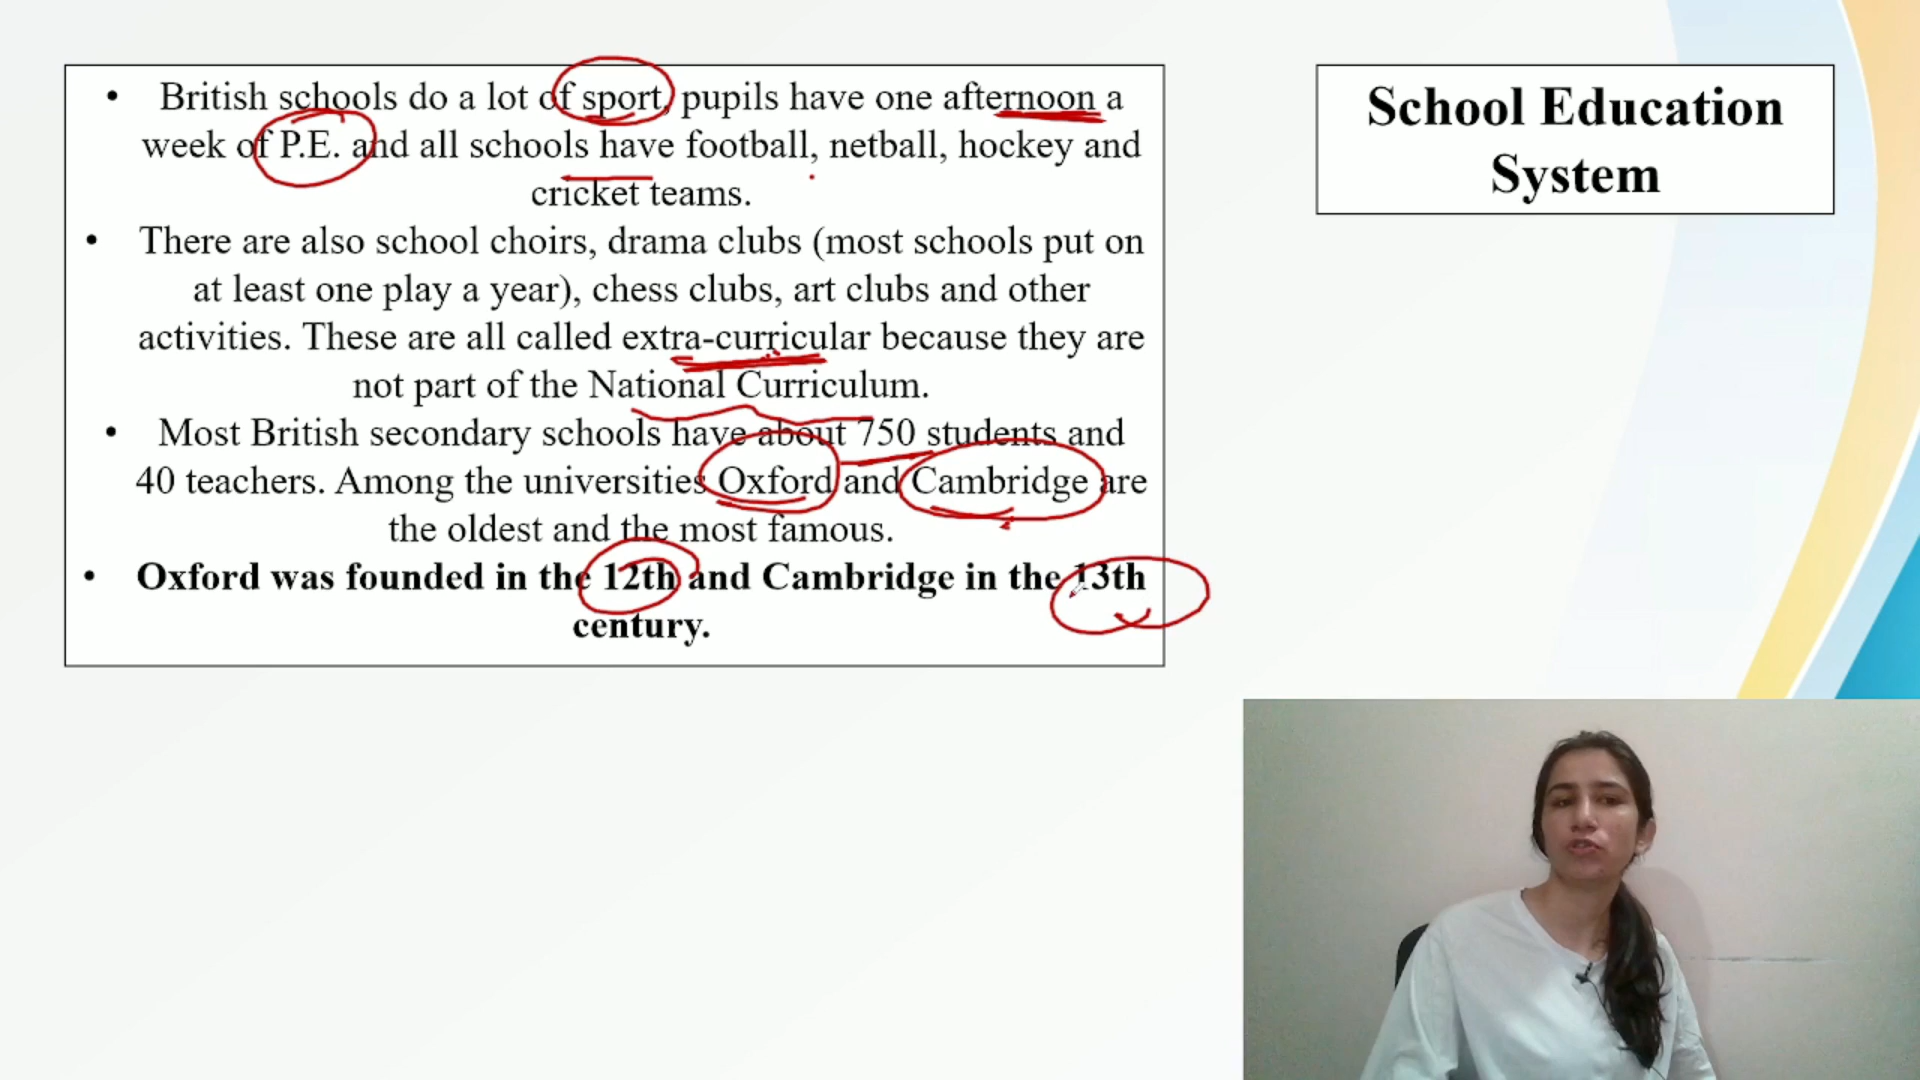 • British schools do a lot of sport, pupils have one afternoon a
week of P.E. and all schools have football, netball, hockey and
cricket teams.
• There are also school choirs, drama clubs (most schools put on
at least one play a year), chess clubs, art clubs and other
activities. These are all called extra-curricular because they are
not part of the National Curriculum.
• Most British secondary schools have about 750 students and
40 teachers. Among the universities Oxford and Cambridge are
the oldest and the most famous.
• Oxford was founded in the 12th and Cambridge in the 13th
century.
School Education
System